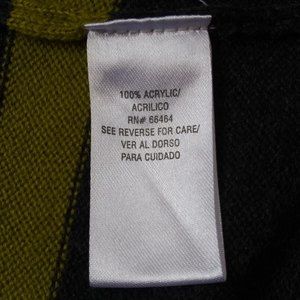 100% ACRYLIC/
ACRILICO
RN# 66464
SEE REVERSE FOR CARE/
VER AL DORSO
PARA CUIDADO